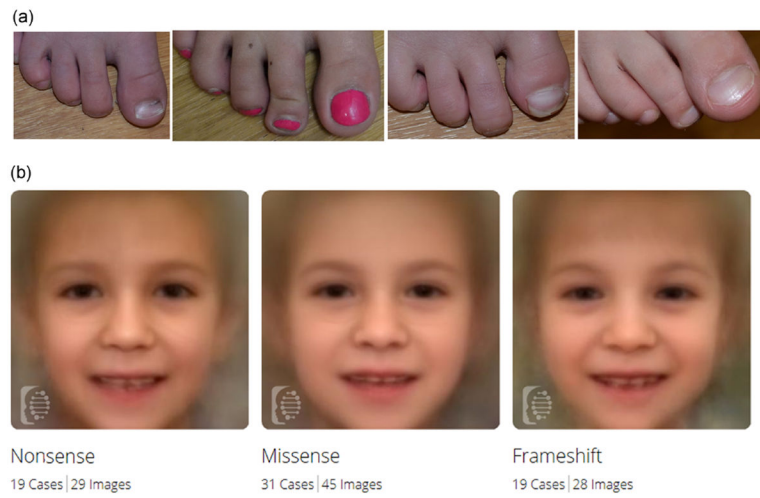 (a)
(b)
Nonsense
Missense
Frameshift
19 Cases | 29 Images
31 Cases | 45 Images
19 Cases | 28 Images